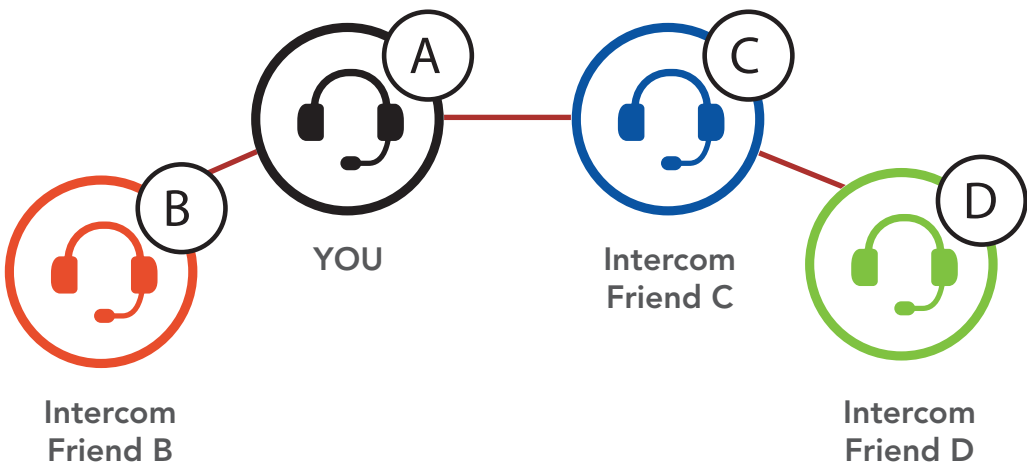 A
C
B
D
YOU
Intercom
Friend C
Intercom
Friend B
Intercom
Friend D